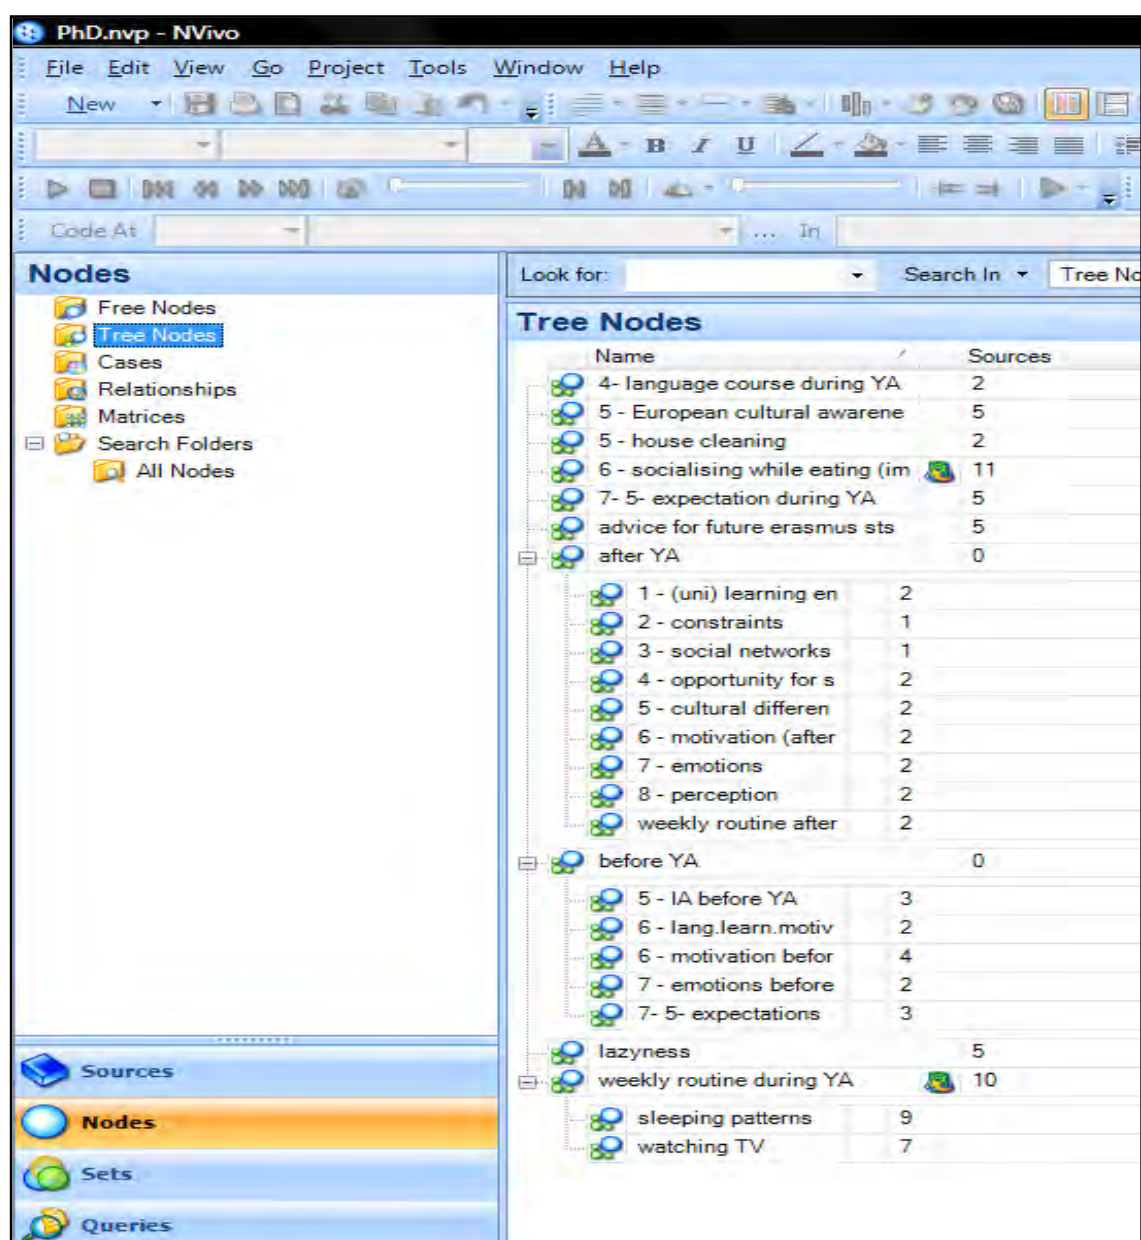 PhD.nvp - NVivo
File Edit View Go Project Tools Window Help
New
A B I U
Code At ... In
Nodes
Look for: Search In Tree No
Free Nodes
Tree Nodes
Cases
Relationships
Matrices
Search Folders
All Nodes
Tree Nodes
Name Sources
4- language course during YA 2
5 - European cultural awarene 5
5 - house cleaning 2
6 - socialising while eating (im 11
7- 5- expectation during YA 5
advice for future erasmus sts 5
after YA 0
1 - (uni) learning en 2
2 - constraints 1
3 - social networks 1
4 - opportunity for s 2
5 - cultural differen 2
6 - motivation (after 2
7 - emotions 2
8 - perception 2
weekly routine after 2
before YA 0
5 - IA before YA 3
6 - lang.learn.motiv 2
6 - motivation befor 4
7 - emotions before 2
7- 5- expectations 3
lazyness 5
weekly routine during YA 10
sleeping patterns 9
watching TV 7
Sources
Nodes
Sets
Queries